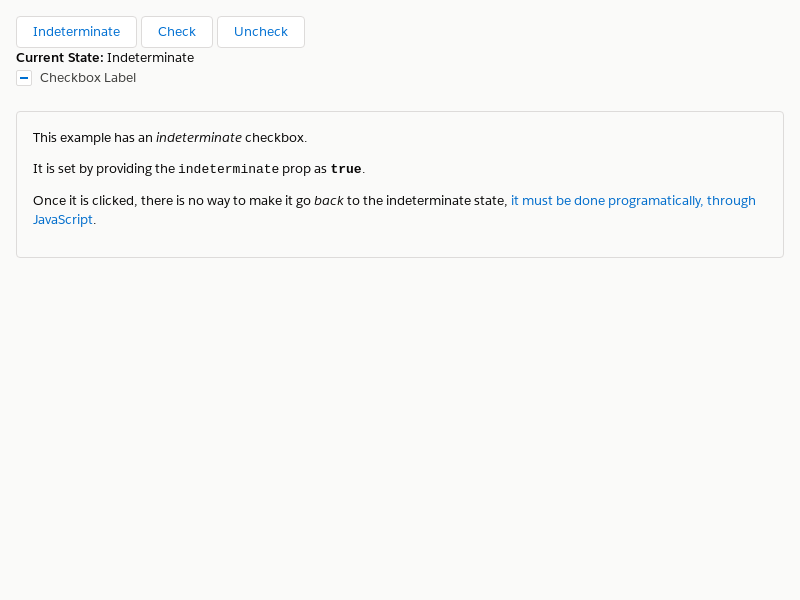 Indeterminate Check Uncheck
Current State: Indeterminate
Checkbox Label
This example has an indeterminate checkbox.
It is set by providing the indeterminate prop as true.
Once it is clicked, there is no way to make it go back to the indeterminate state, it must be done programatically, through
JavaScript.